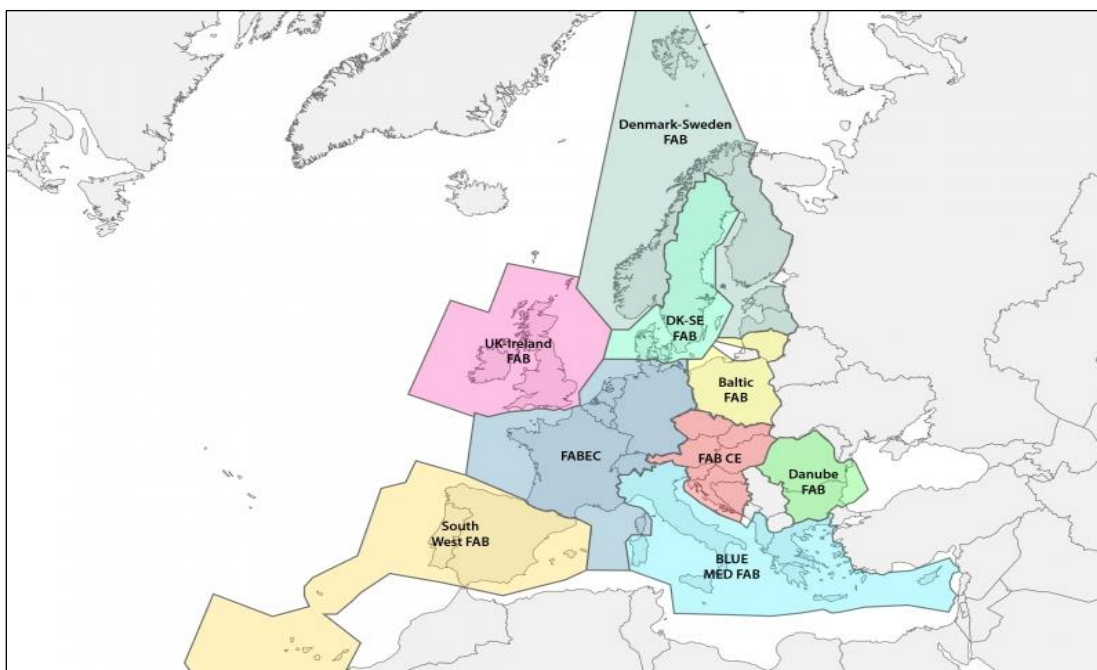 Denmark-Sweden
FAB
DK-SE
FAB
UK-Ireland
FAB
Baltic
FAB
FABEC
FAB CE
Danube
FAB
South
West FAB
BLUE
MED FAB